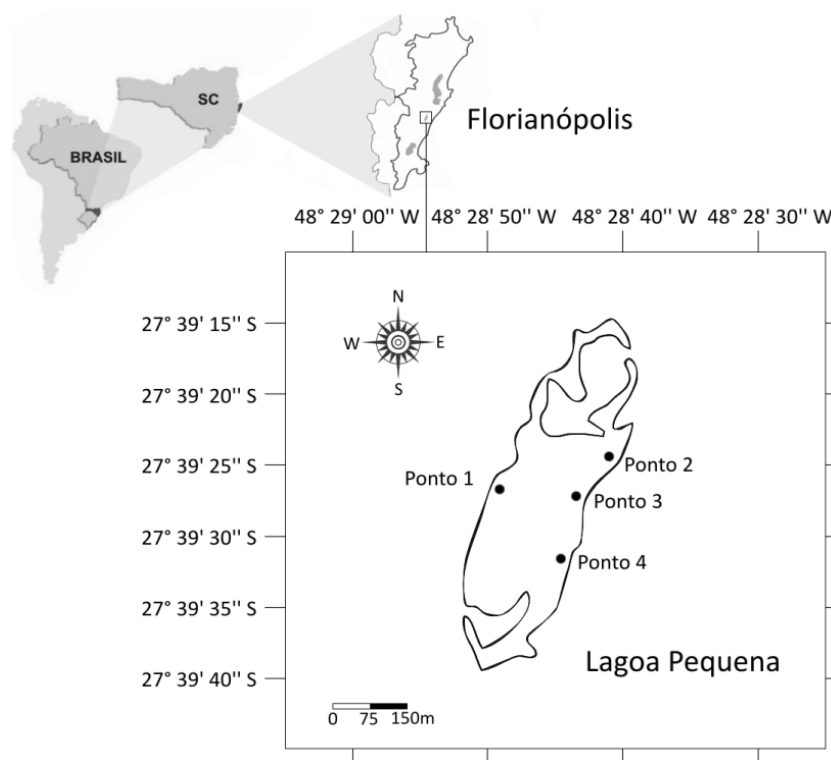 SC
BRASIL
Florianópolis
48° 29' 00'' W 48° 28' 50'' W 48° 28' 40'' W 48° 28' 30'' W
N
W E
S
27° 39' 15'' S
27° 39' 20'' S
27° 39' 25'' S
27° 39' 30'' S
27° 39' 35'' S
27° 39' 40'' S
Ponto 1
Ponto 2
Ponto 3
Ponto 4
Lagoa Pequena
0 75 150m